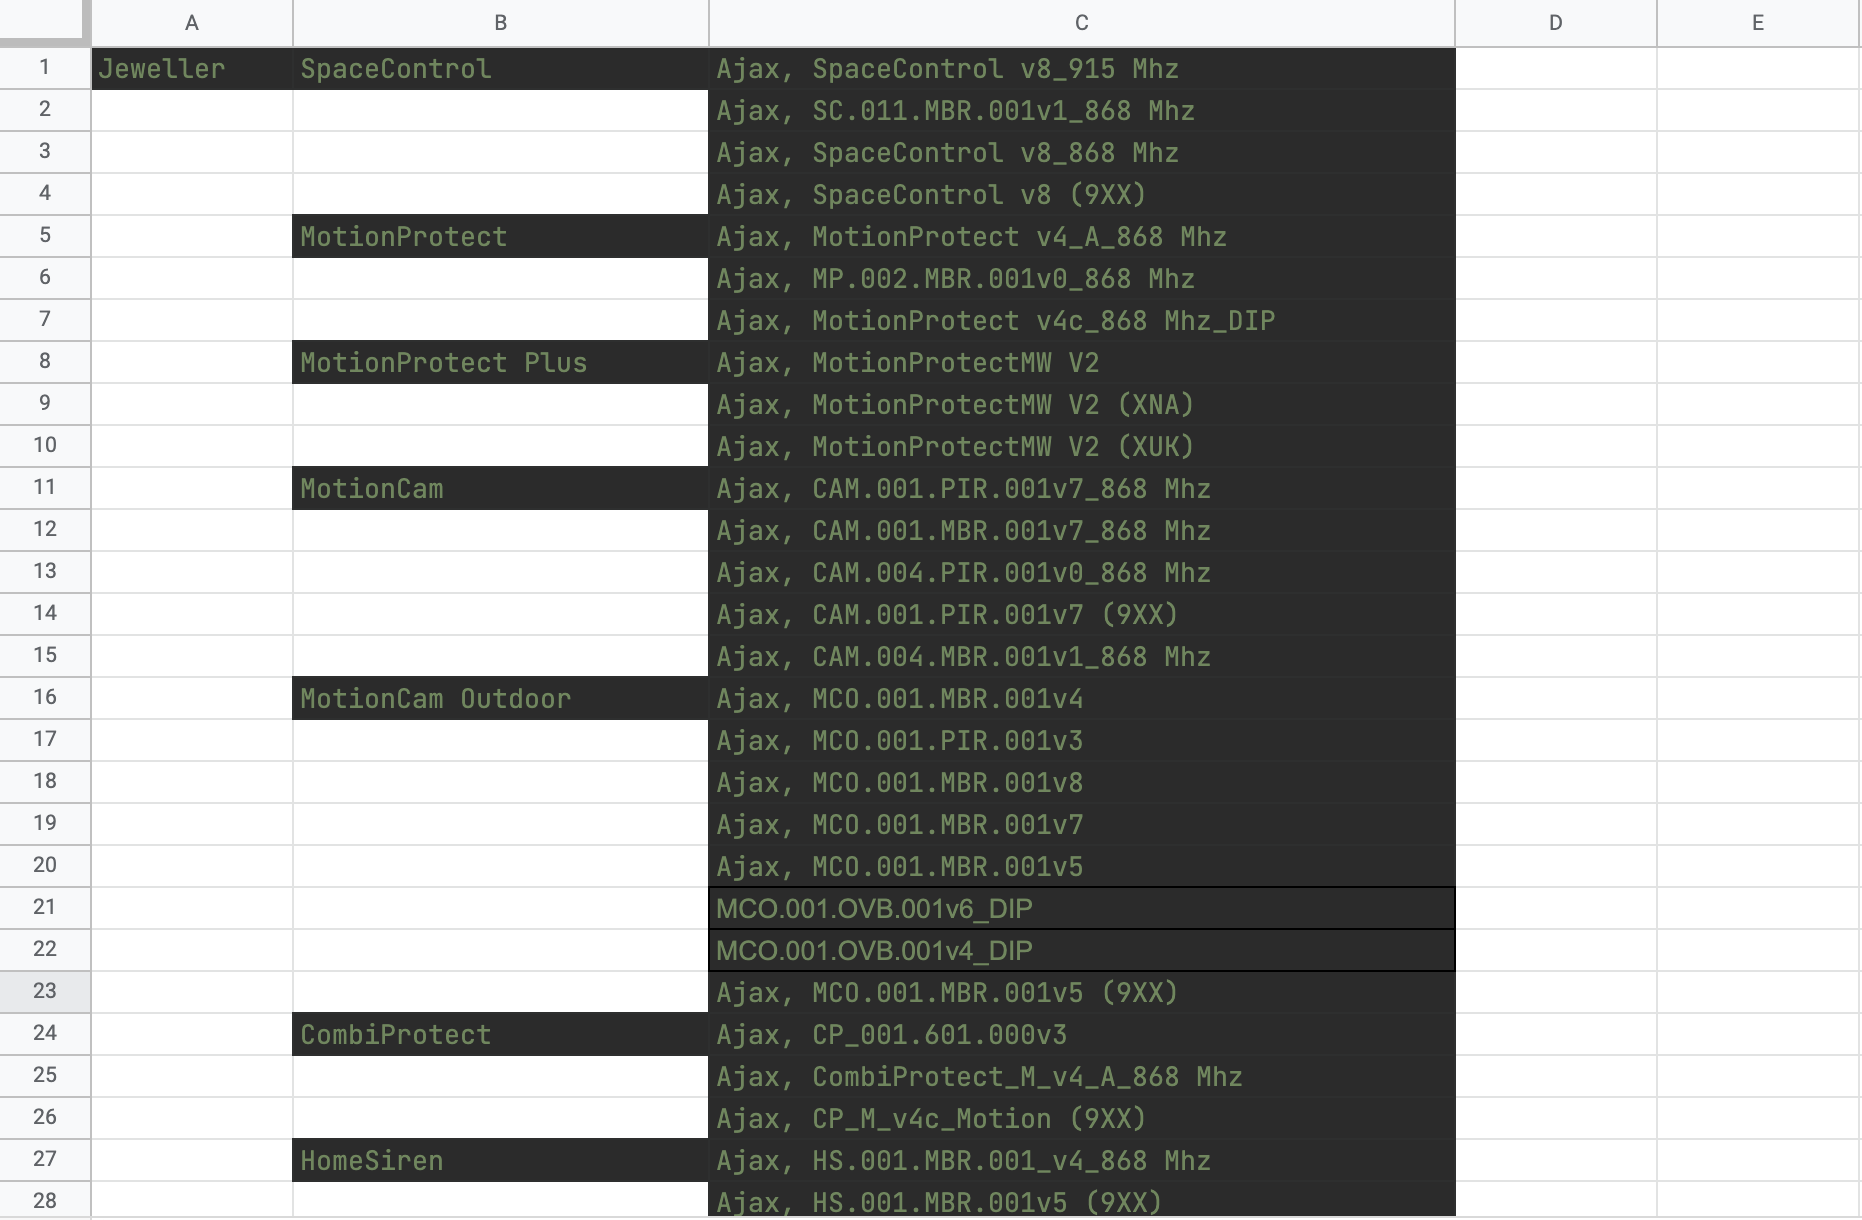 A B C D E
1 Jeweller SpaceControl Ajax, SpaceControl v8_915 Mhz
2 Ajax, SC.011.MBR.001v1_868 Mhz
3 Ajax, SpaceControl v8_868 Mhz
4 Ajax, SpaceControl v8 (9XX)
5 MotionProtect Ajax, MotionProtect v4_A_868 Mhz
6 Ajax, MP.002.MBR.001v0_868 Mhz
7 Ajax, MotionProtect v4c_868 Mhz_DIP
8 MotionProtect Plus Ajax, MotionProtectMW V2
9 Ajax, MotionProtectMW V2 (XNA)
10 Ajax, MotionProtectMW V2 (XUK)
11 MotionCam Ajax, CAM.001.PIR.001v7_868 Mhz
12 Ajax, CAM.001.MBR.001v7_868 Mhz
13 Ajax, CAM.004.PIR.001v0_868 Mhz
14 Ajax, CAM.001.PIR.001v7 (9XX)
15 Ajax, CAM.004.MBR.001v1_868 Mhz
16 MotionCam Outdoor Ajax, MCO.001.MBR.001v4
17 Ajax, MCO.001.PIR.001v3
18 Ajax, MCO.001.MBR.001v8
19 Ajax, MCO.001.MBR.001v7
20 Ajax, MCO.001.MBR.001v5
21 MCO.001.OVB.001v6_DIP
22 MCO.001.OVB.001v4_DIP
23 Ajax, MCO.001.MBR.001v5 (9XX)
24 CombiProtect Ajax, CP_001.601.000v3
25 Ajax, CombiProtect_M_v4_A_868 Mhz
26 Ajax, CP_M_v4c_Motion (9XX)
27 HomeSiren Ajax, HS.001.MBR.001_v4_868 Mhz
28 Ajax, HS.001.MBR.001v5 (9XX)